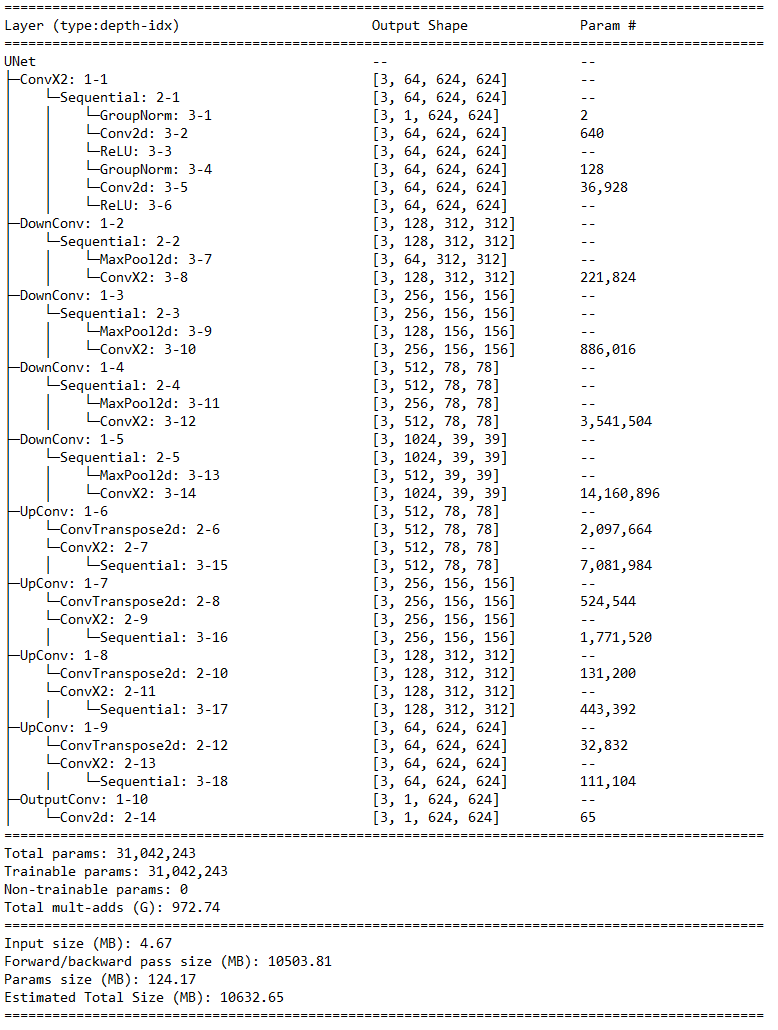 ==========================================================================================
Layer (type:depth-idx)                   Output Shape              Param #
==========================================================================================
UNet                                     --                        --
├─ConvX2: 1-1                            [3, 64, 624, 624]         --
│    └─Sequential: 2-1                   [3, 64, 624, 624]         --
│    │    └─GroupNorm: 3-1               [3, 1, 624, 624]          2
│    │    └─Conv2d: 3-2                  [3, 64, 624, 624]         640
│    │    └─ReLU: 3-3                    [3, 64, 624, 624]         --
│    │    └─GroupNorm: 3-4               [3, 64, 624, 624]         128
│    │    └─Conv2d: 3-5                  [3, 64, 624, 624]         36,928
│    │    └─ReLU: 3-6                    [3, 64, 624, 624]         --
├─DownConv: 1-2                          [3, 128, 312, 312]        --
│    └─Sequential: 2-2                   [3, 128, 312, 312]        --
│    │    └─MaxPool2d: 3-7               [3, 64, 312, 312]         --
│    │    └─ConvX2: 3-8                  [3, 128, 312, 312]        221,824
├─DownConv: 1-3                          [3, 256, 156, 156]        --
│    └─Sequential: 2-3                   [3, 256, 156, 156]        --
│    │    └─MaxPool2d: 3-9               [3, 128, 156, 156]        --
│    │    └─ConvX2: 3-10                 [3, 256, 156, 156]        886,016
├─DownConv: 1-4                          [3, 512, 78, 78]          --
│    └─Sequential: 2-4                   [3, 512, 78, 78]          --
│    │    └─MaxPool2d: 3-11              [3, 256, 78, 78]          --
│    │    └─ConvX2: 3-12                 [3, 512, 78, 78]          3,541,504
├─DownConv: 1-5                          [3, 1024, 39, 39]         --
│    └─Sequential: 2-5                   [3, 1024, 39, 39]         --
│    │    └─MaxPool2d: 3-13              [3, 512, 39, 39]          --
│    │    └─ConvX2: 3-14                 [3, 1024, 39, 39]         14,160,896
├─UpConv: 1-6                            [3, 512, 78, 78]          --
│    └─ConvTranspose2d: 2-6              [3, 512, 78, 78]          2,097,664
│    └─ConvX2: 2-7                       [3, 512, 78, 78]          --
│    │    └─Sequential: 3-15             [3, 512, 78, 78]          7,081,984
├─UpConv: 1-7                            [3, 256, 156, 156]        --
│    └─ConvTranspose2d: 2-8              [3, 256, 156, 156]        524,544
│    └─ConvX2: 2-9                       [3, 256, 156, 156]        --
│    │    └─Sequential: 3-16             [3, 256, 156, 156]        1,771,520
├─UpConv: 1-8                            [3, 128, 312, 312]        --
│    └─ConvTranspose2d: 2-10             [3, 128, 312, 312]        131,200
│    └─ConvX2: 2-11                      [3, 128, 312, 312]        --
│    │    └─Sequential: 3-17             [3, 128, 312, 312]        443,392
├─UpConv: 1-9                            [3, 64, 624, 624]         --
│    └─ConvTranspose2d: 2-12             [3, 64, 624, 624]         32,832
│    └─ConvX2: 2-13                      [3, 64, 624, 624]         --
│    │    └─Sequential: 3-18             [3, 64, 624, 624]         111,104
├─OutputConv: 1-10                       [3, 1, 624, 624]          --
│    └─Conv2d: 2-14                      [3, 1, 624, 624]          65
==========================================================================================
Total params: 31,042,243
Trainable params: 31,042,243
Non-trainable params: 0
Total mult-adds (G): 972.74
==========================================================================================
Input size (MB): 4.67
Forward/backward pass size (MB): 10503.81
Params size (MB): 124.17
Estimated Total Size (MB): 10632.65
==========================================================================================